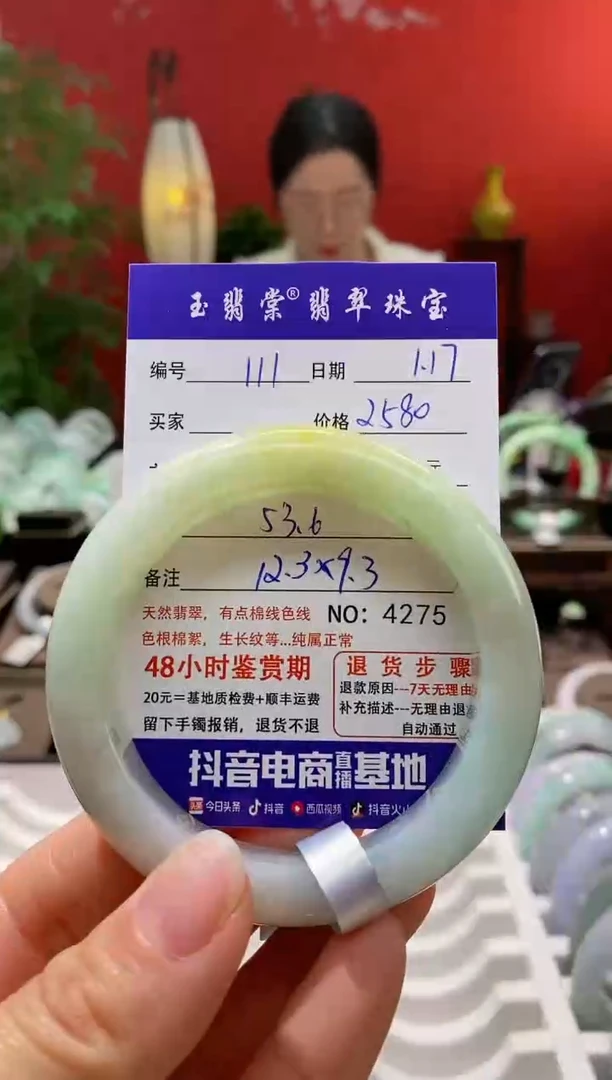 玉翡棠®翡翠珠宝
编号 111 日期 1.17
买家 价格 2580
53.6
备注 12.3×9.3
天然翡翠，有点棉线色线 NO: 4275
色根棉絮，生长纹等...纯属正常
48小时鉴赏期 退货步骤
20元=基地质检费+顺丰运费 退款原因---7天无理由
留下手镯报销，退货不退 补充描述---无理由退
自动通过
抖音电商直播基地
头条 今日头条 抖音 西瓜视频 抖音火山